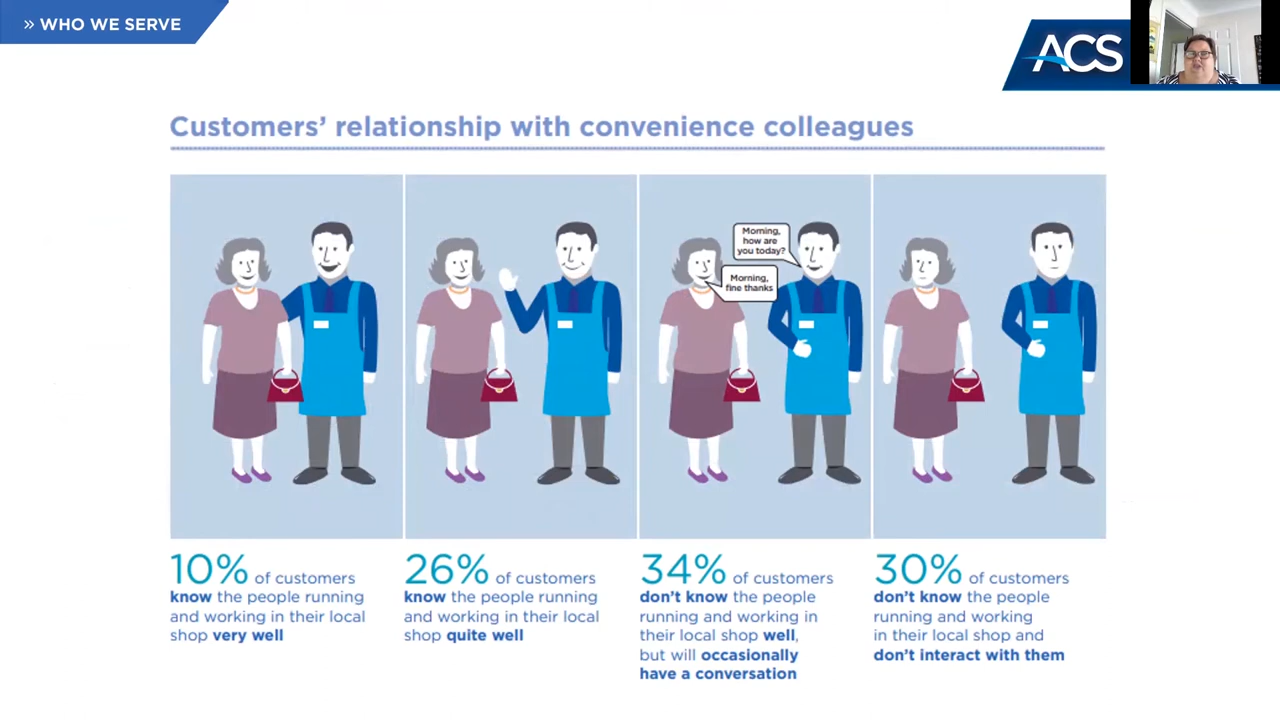 » WHO WE SERVE
ACS
Customers’ relationship with convenience colleagues
Morning,
how are
you today?
Morning,
fine thanks
10% of customers
know the people running
and working in their local
shop very well
26% of customers
know the people running
and working in their local
shop quite well
34% of customers
don’t know the people
running and working in
their local shop well,
but will occasionally
have a conversation
30% of customers
don’t know the people
running and working
in their local shop and
don’t interact with them